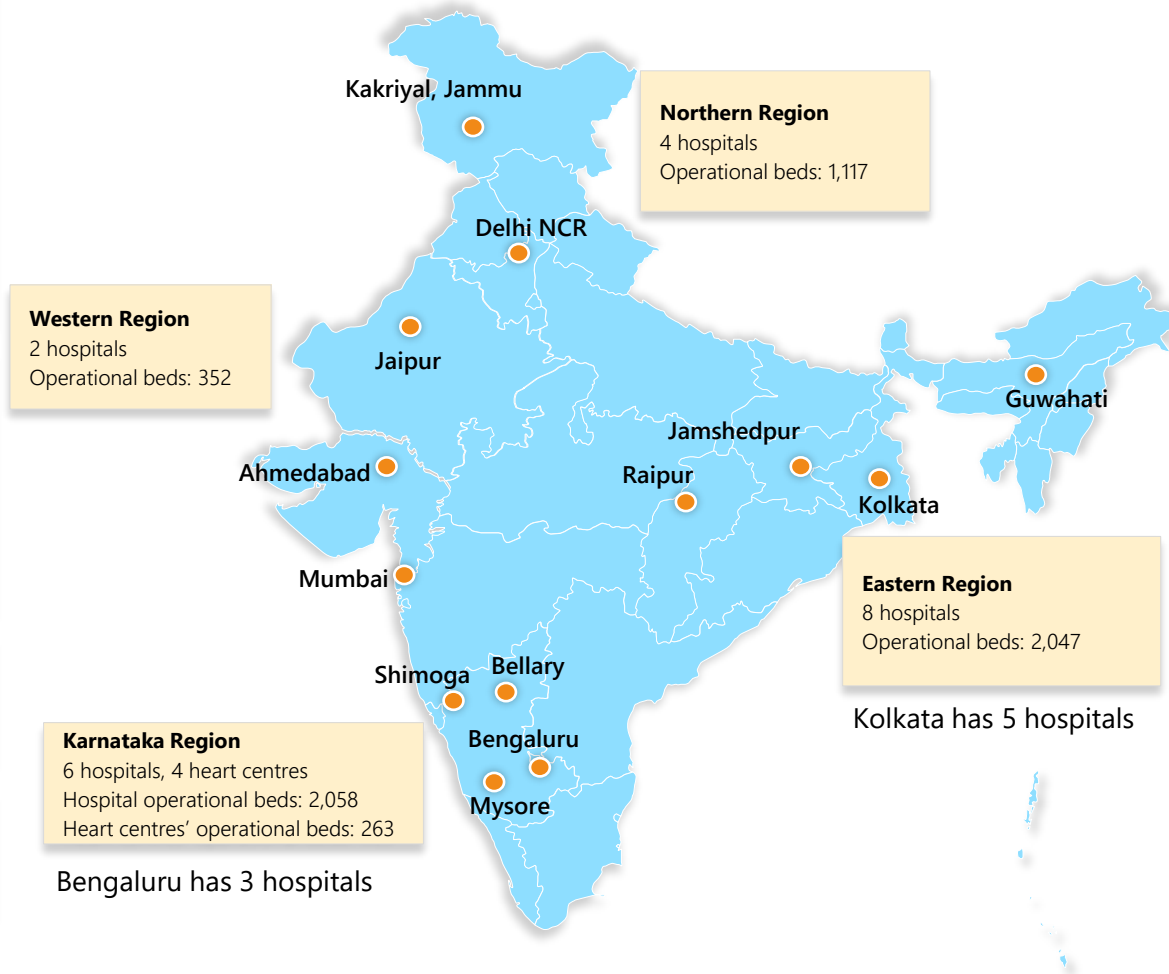 Kakriyal, Jammu
Northern Region
4 hospitals
Operational beds: 1,117
Delhi NCR
Western Region
2 hospitals
Operational beds: 352
Jaipur
Guwahati
Jamshedpur
Ahmedabad
Raipur
Kolkata
Mumbai
Eastern Region
8 hospitals
Operational beds: 2,047
Kolkata has 5 hospitals
Shimoga
Bellary
Bengaluru
Mysore
Karnataka Region
6 hospitals, 4 heart centres
Hospital operational beds: 2,058
Heart centres’ operational beds: 263
Bengaluru has 3 hospitals